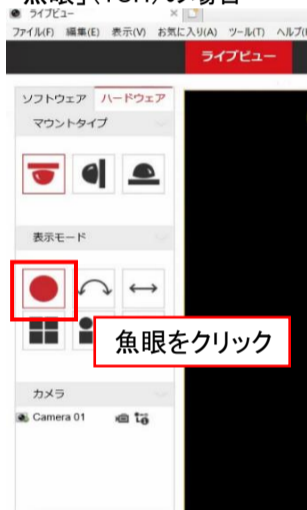 魚眼」(1CH)の場合
ライブビュー
ファイル(F) 編集(E) 表示(V) お気に入り(A) ツール(T) ヘルプ(
ライブビュー
ソフトウェア ハードウェア
マウントタイプ
表示モード
魚眼をクリック
カメラ
Camera 01